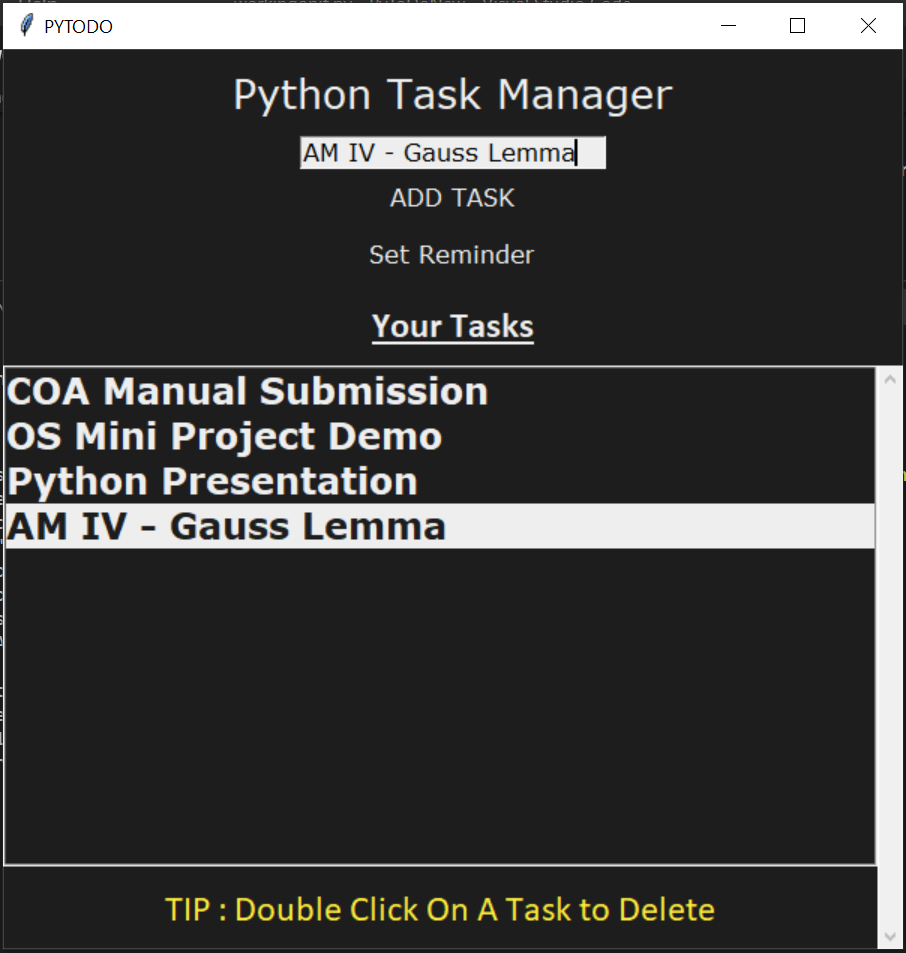 PYTODO
Python Task Manager
AM IV - Gauss Lemma
ADD TASK
Set Reminder
Your Tasks
COA Manual Submission
OS Mini Project Demo
Python Presentation
AM IV - Gauss Lemma
TIP : Double Click On A Task to Delete